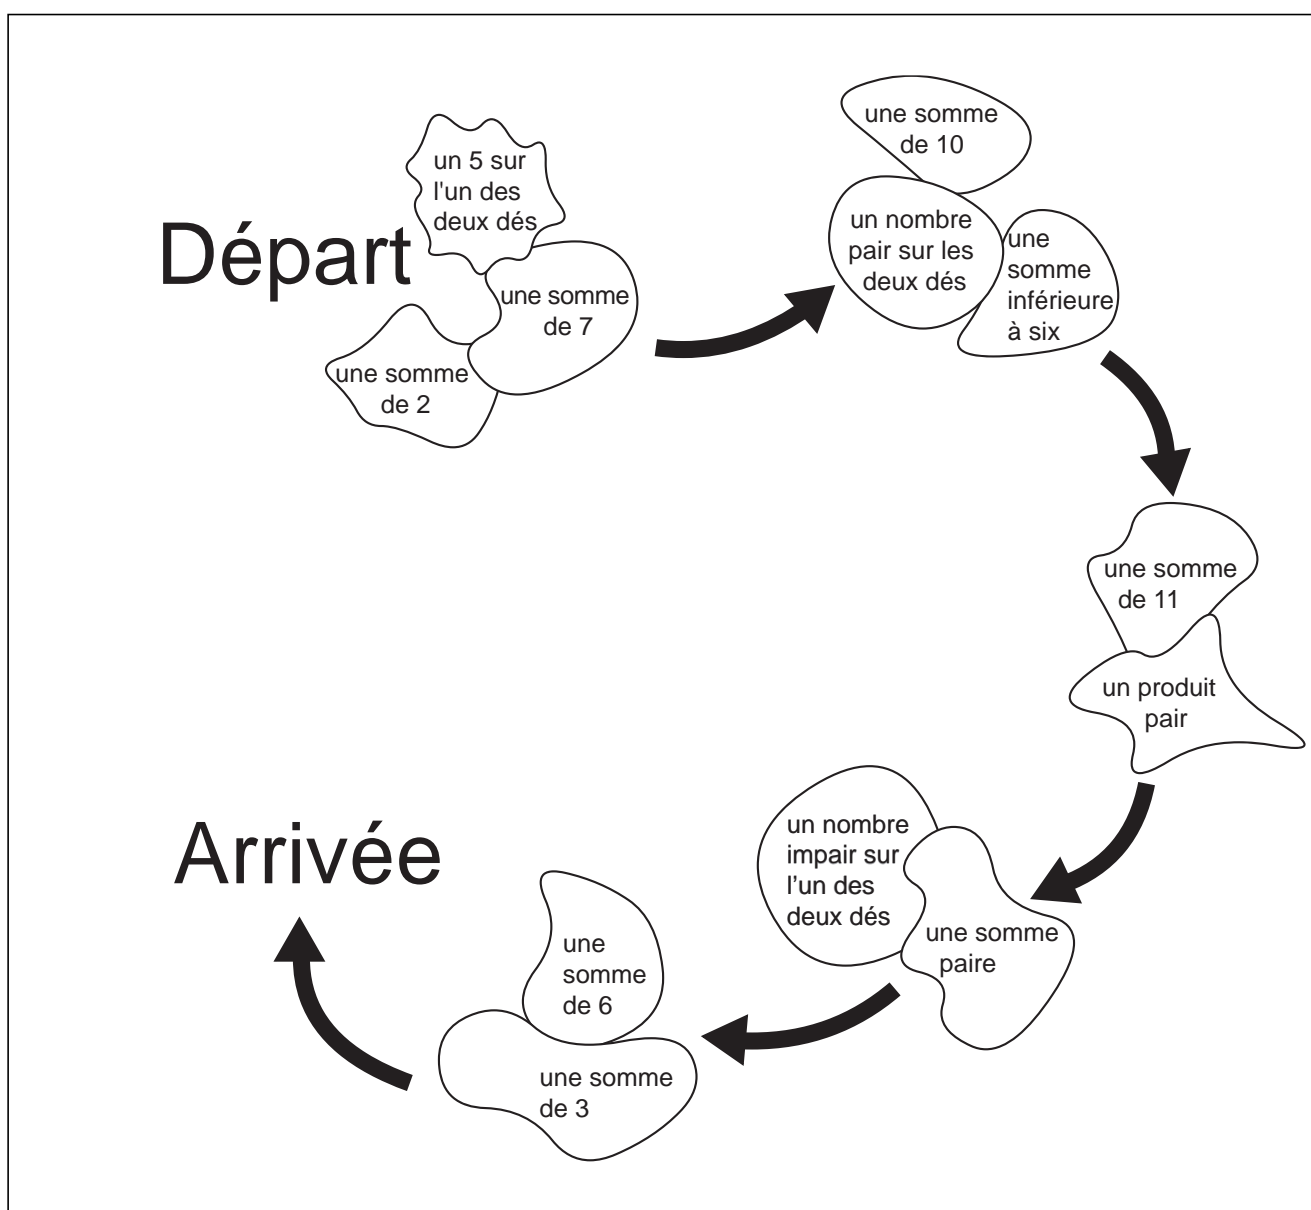 Départ
un 5 sur
l'un des
deux dés
une somme
de 7
une somme
de 2
une somme
de 10
un nombre
pair sur les
deux dés
une
somme
inférieure
à six
une somme
de 11
un produit
pair
un nombre
impair sur
l’un des
deux dés
une somme
paire
une
somme
de 6
une somme
de 3
Arrivée